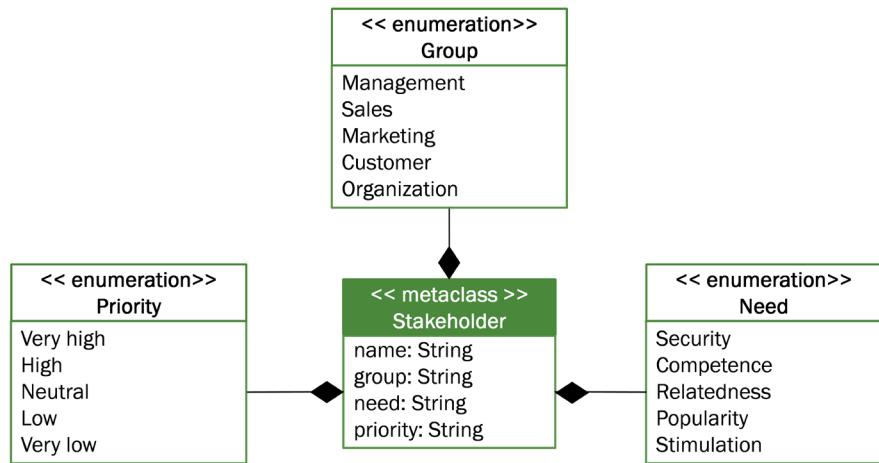 << enumeration>>
Group
Management
Sales
Marketing
Customer
Organization
<< enumeration>>
Priority
Very high
High
Neutral
Low
Very low
<< metaclass >>
Stakeholder
name: String
group: String
need: String
priority: String
<< enumeration>>
Need
Security
Competence
Relatedness
Popularity
Stimulation